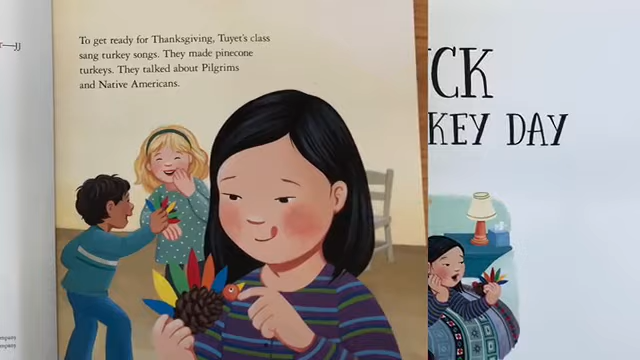 To get ready for Thanksgiving, Tuyet's class
sang turkey songs. They made pinecone
turkeys. They talked about Pilgrims
and Native Americans.
CK
KEY DAY